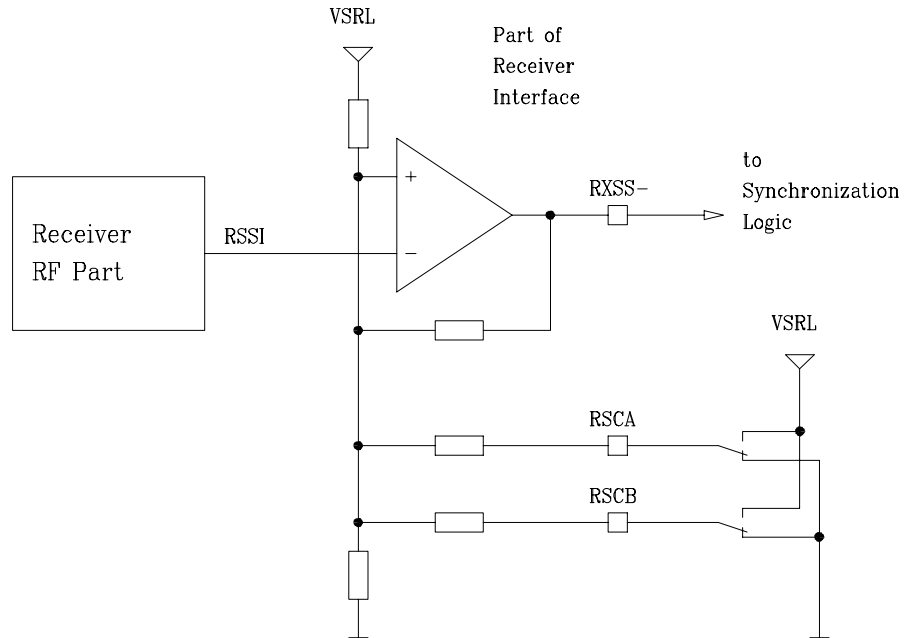 VSRL
Part of
Receiver
Interface
to
Synchronization
Logic
+
RXSS-
Receiver
RF Part
RSSI
-
VSRL
RSCA
RSCB